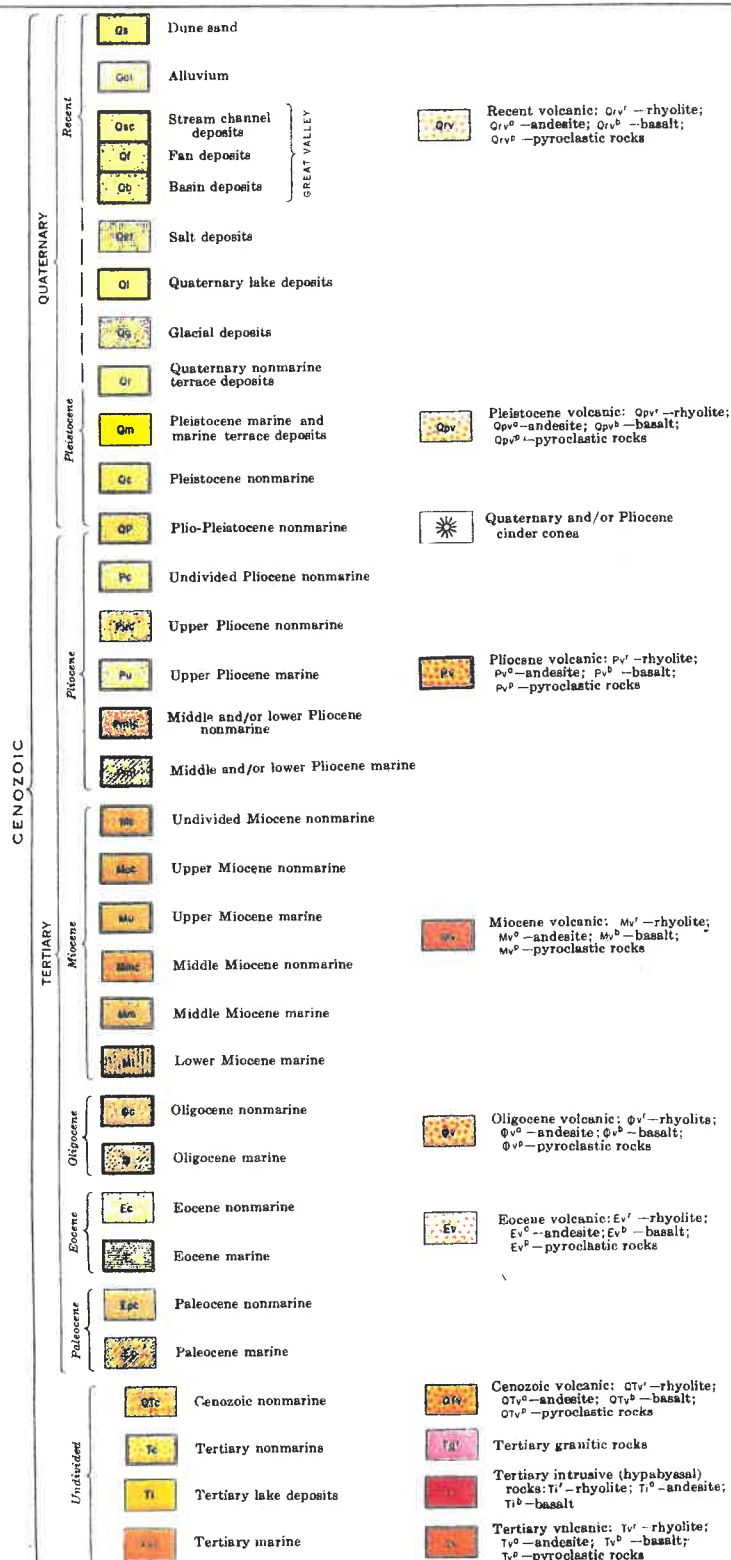 CENOZOIC
QUATERNARY
TERTIARY
Recent
Pleistocene
Pliocene
Miocene
Oligocene
Eocene
Paleocene
Undivided
Qs Dune sand
Qal Alluvium
Qsc Stream channel
deposits
Qf Fan deposits
Qb Basin deposits
GREAT VALLEY
Salt deposits
Ql Quaternary lake deposits
Qg Glacial deposits
Qt Quaternary nonmarine
terrace deposits
Qm Pleistocene marine and
marine terrace deposits
Qc Pleistocene nonmarine
QP Plio-Pleistocene nonmarine
Pc Undivided Pliocene nonmarine
Puc Upper Pliocene nonmarine
Pu Upper Pliocene marine
Pmlc Middle and/or lower Pliocene
nonmarine
Middle and/or lower Pliocene marine
Mc Undivided Miocene nonmarine
Muc Upper Miocene nonmarine
Mu Upper Miocene marine
Mmc Middle Miocene nonmarine
Mm Middle Miocene marine
Ml Lower Miocene marine
Φc Oligocene nonmarine
Φ Oligocene marine
Ec Eocene nonmarine
E Eocene marine
Epc Paleocene nonmarine
Ep Paleocene marine
QTc Cenozoic nonmarine
Tc Tertiary nonmarine
Tl Tertiary lake deposits
Tertiary marine
Qrv Recent volcanic: Qrvʳ—rhyolite;
Qrvᵃ—andesite; Qrvᵇ—basalt;
Qrvᵖ—pyroclastic rocks
Qpv Pleistocene volcanic: Qpvʳ—rhyolite;
Qpvᵃ—andesite; Qpvᵇ—basalt;
Qpvᵖ—pyroclastic rocks
Quaternary and/or Pliocene
cinder cones
Pv Pliocene volcanic: Pvʳ—rhyolite;
Pvᵃ—andesite; Pvᵇ—basalt;
Pvᵖ—pyroclastic rocks
Mv Miocene volcanic: Mvʳ—rhyolite;
Mvᵃ—andesite; Mvᵇ—basalt;
Mvᵖ—pyroclastic rocks
Φv Oligocene volcanic: Φvʳ—rhyolite;
Φvᵃ—andesite; Φvᵇ—basalt;
Φvᵖ—pyroclastic rocks
Ev Eocene volcanic: Evʳ—rhyolite;
Evᵃ—andesite; Evᵇ—basalt;
Evᵖ—pyroclastic rocks
QTv Cenozoic volcanic: QTvʳ—rhyolite;
QTvᵃ—andesite; QTvᵇ—basalt;
QTvᵖ—pyroclastic rocks
Tgr Tertiary granitic rocks
Tertiary intrusive (hypabyssal)
rocks: Tiʳ—rhyolite; Tiᵃ—andesite;
Tiᵇ—basalt
Tv Tertiary volcanic: Tvʳ—rhyolite;
Tvᵃ—andesite; Tvᵇ—basalt;
Tvᵖ—pyroclastic rocks